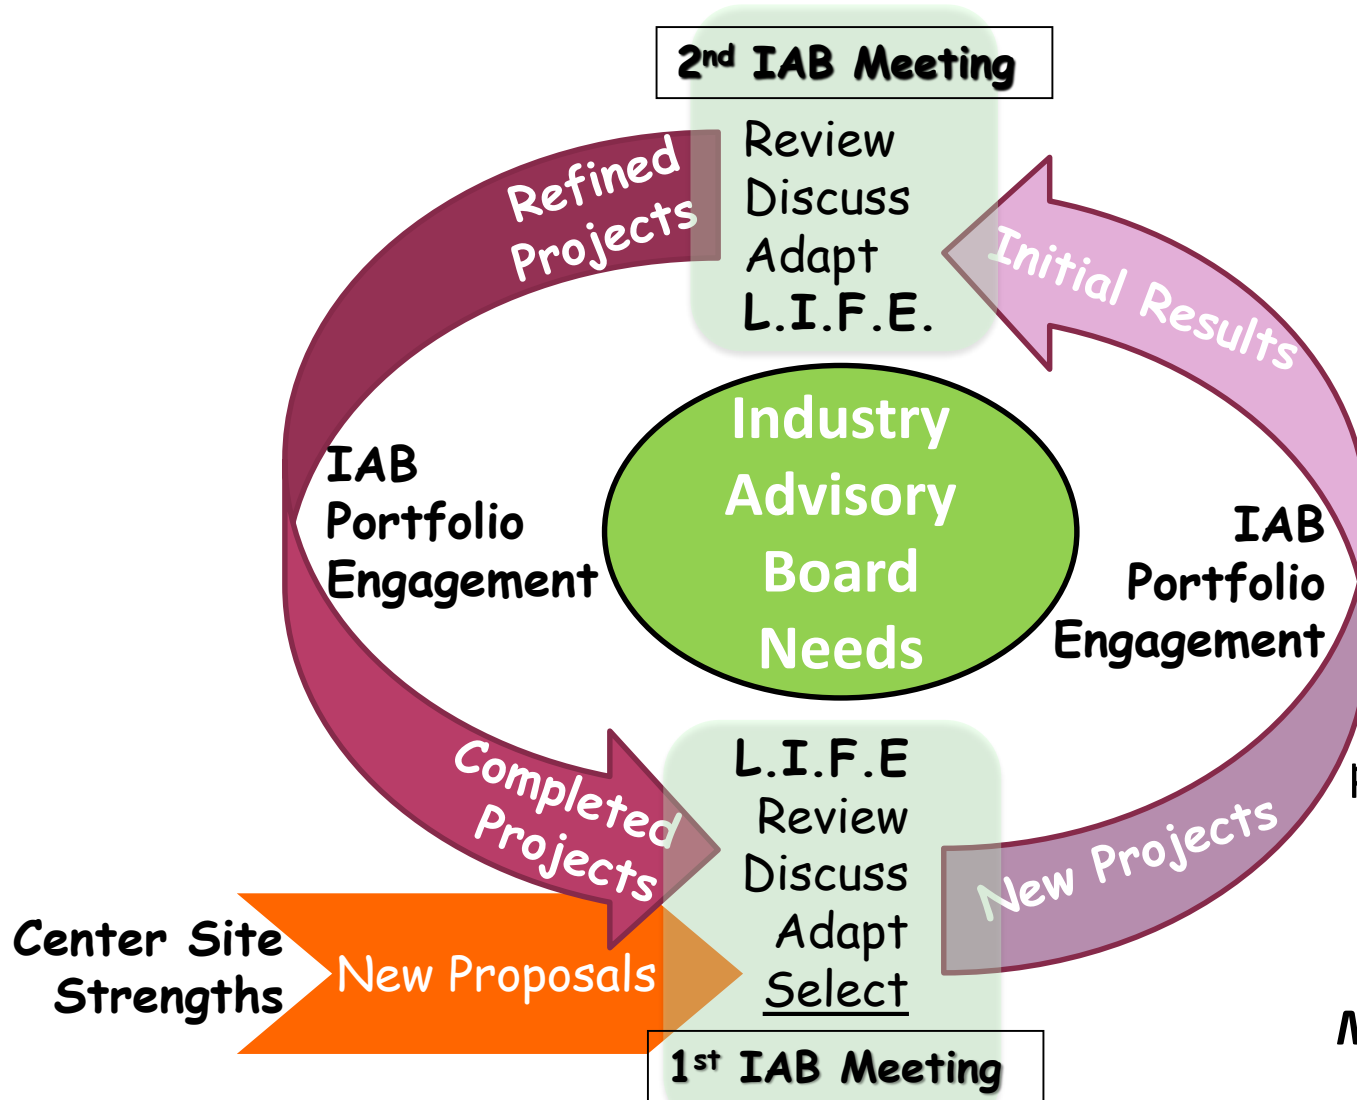 2nd IAB Meeting
Review
Discuss
Adapt
L.I.F.E.
Refined
Projects
Initial Results
Industry
Advisory
Board
Needs
IAB
Portfolio
Engagement
IAB
Portfolio
Engagement
Completed
Projects
New Projects
L.I.F.E
Review
Discuss
Adapt
Select
Center Site
Strengths
New Proposals
1st IAB Meeting